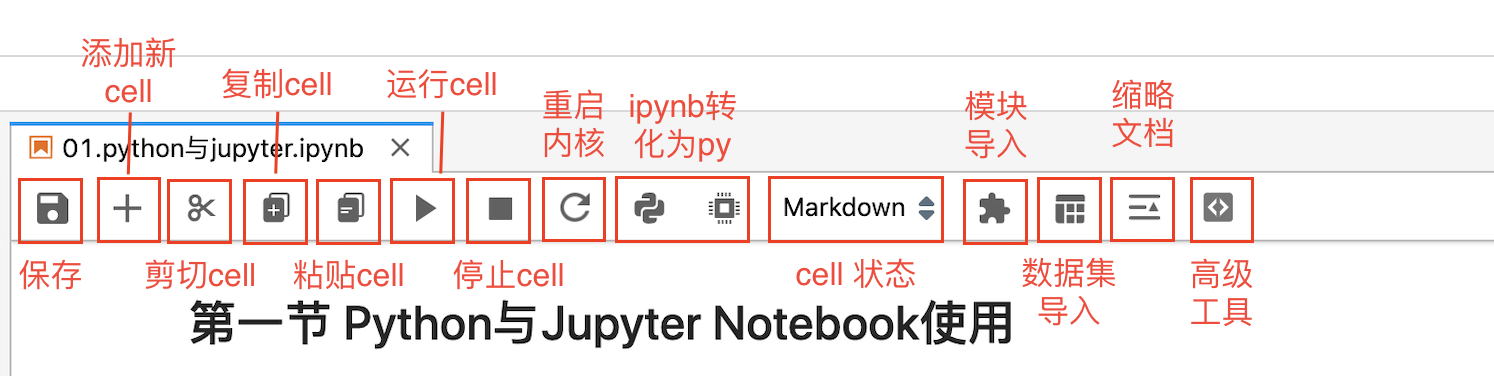 添加新
cell
复制cell
运行cell
重启
内核
ipynb转
化为py
模块
导入
缩略
文档
01.python与jupyter.ipynb
Markdown
保存
剪切cell
粘贴cell
停止cell
cell 状态
数据集
导入
高级
工具
第一节 Python与Jupyter Notebook使用